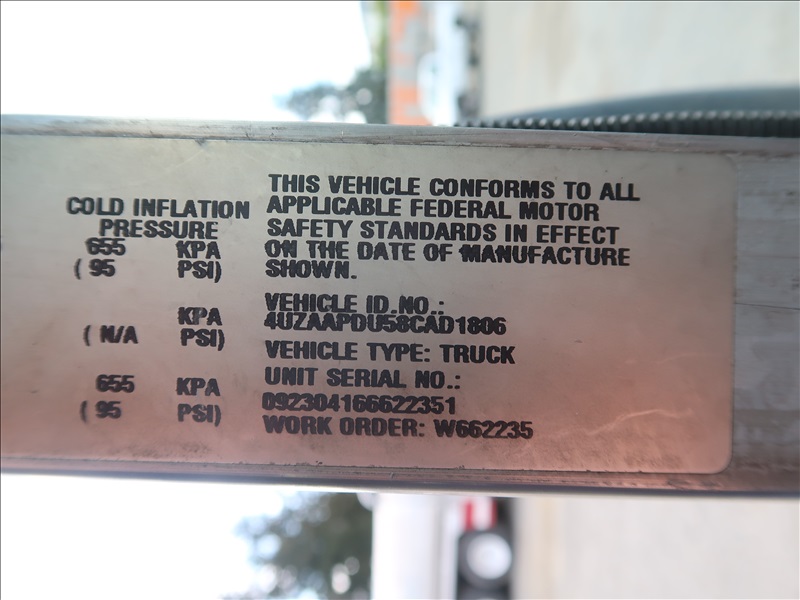 COLD INFLATION
PRESSURE
655 KPA
( 95 PSI)
KPA
( N/A PSI)
655 KPA
( 95 PSI)
THIS VEHICLE CONFORMS TO ALL
APPLICABLE FEDERAL MOTOR
SAFETY STANDARDS IN EFFECT
ON THE DATE OF MANUFACTURE
SHOWN.
VEHICLE ID.NO.:
4UZAAPDU58CAD1806
VEHICLE TYPE: TRUCK
UNIT SERIAL NO.:
092304166622351
WORK ORDER: W662235